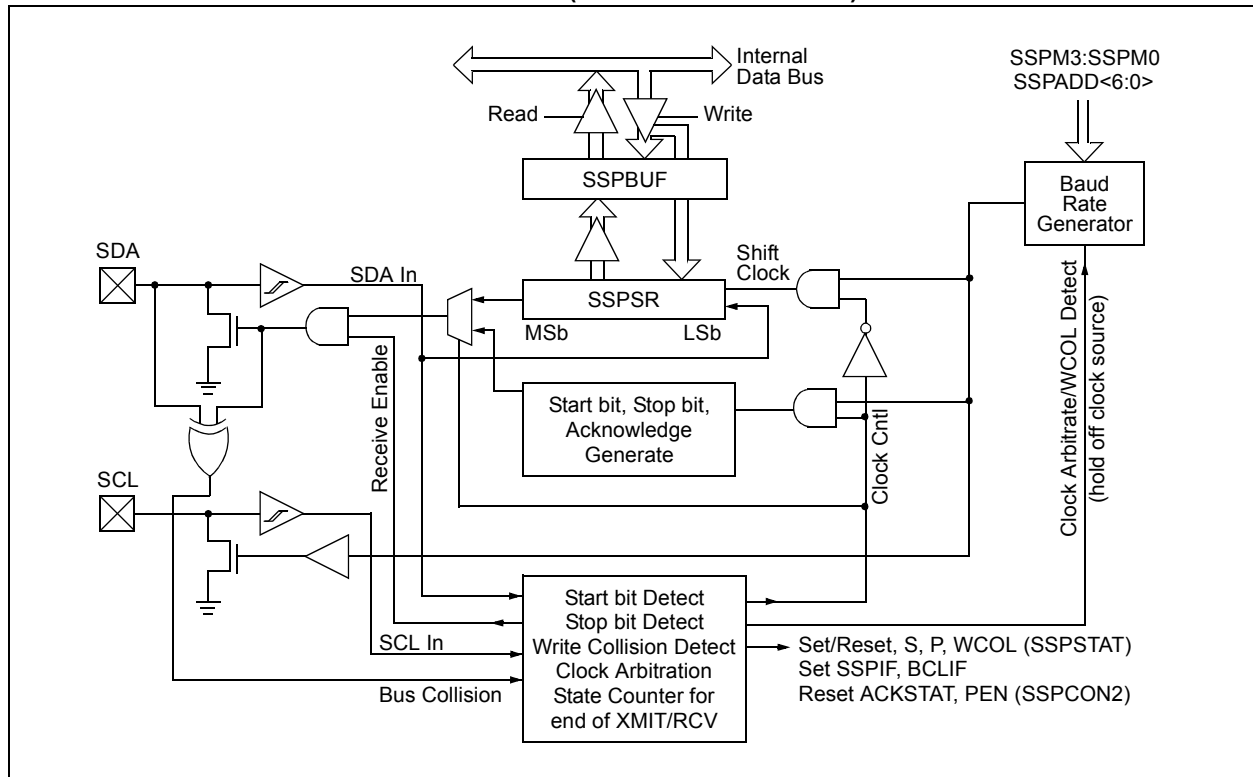 Internal
Data Bus
Read
Write
SSPM3:SSPM0
SSPADD<6:0>
SSPBUF
Baud
Rate
Generator
SDA
SDA In
Shift
Clock
SSPSR
MSb
LSb
Receive Enable
Start bit, Stop bit,
Acknowledge
Generate
Clock Cntl
Clock Arbitrate/WCOL Detect
(hold off clock source)
SCL
SCL In
Bus Collision
Start bit Detect
Stop bit Detect
Write Collision Detect
Clock Arbitration
State Counter for
end of XMIT/RCV
Set/Reset, S, P, WCOL (SSPSTAT)
Set SSPIF, BCLIF
Reset ACKSTAT, PEN (SSPCON2)